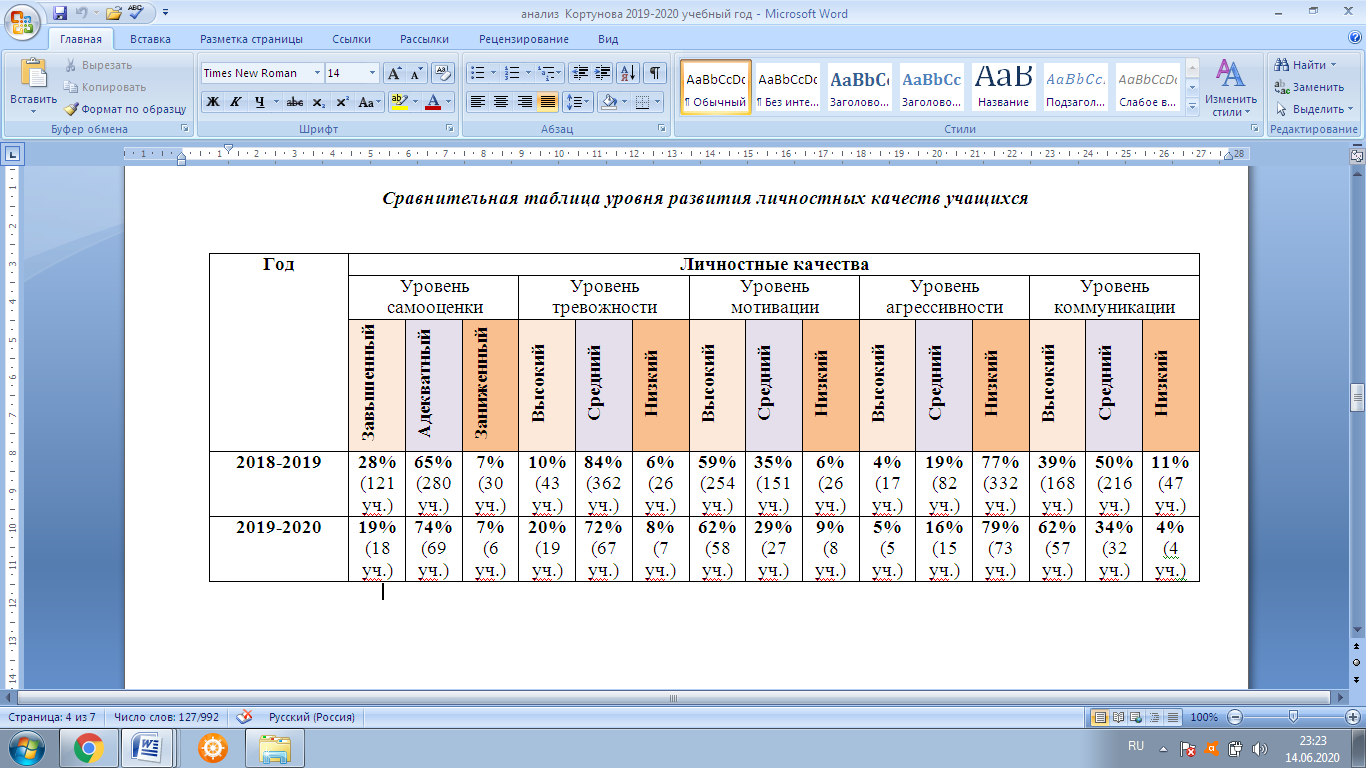 анализ Кортунова 2019-2020 учебный год - Microsoft Word
Главная Вставка Разметка страницы Ссылки Рассылки Рецензирование Вид
Вставить
Вырезать
Копировать
Формат по образцу
Буфер обмена
Times New Roman 14
Ж К Ч abc x₂ x² Aa
Шрифт
Абзац
АаBbCcDc АаBbCcDc AaBbCc AaBbCc АаВ AaBbCc. AaBbCcDc
¶ Обычный ¶ Без инте... Заголово... Заголово... Название Подзагол... Слабое в...
Изменить стили
Стили
Найти
Заменить
Выделить
Редактирование
Сравнительная таблица уровня развития личностных качеств учащихся
Год Личностные качества
Уровень самооценки Уровень тревожности Уровень мотивации Уровень агрессивности Уровень коммуникации
Завышенный Адекватный Заниженный Высокий Средний Низкий Высокий Средний Низкий Высокий Средний Низкий Высокий Средний Низкий
2018-2019 28% 65% 7% 10% 84% 6% 59% 35% 6% 4% 19% 77% 39% 50% 11%
(121 (280 (30 (43 (362 (26 (254 (151 (26 (17 (82 (332 (168 (216 (47
уч.) уч.) уч.) уч.) уч.) уч.) уч.) уч.) уч.) уч.) уч.) уч.) уч.) уч.) уч.)
2019-2020 19% 74% 7% 20% 72% 8% 62% 29% 9% 5% 16% 79% 62% 34% 4%
(18 (69 (6 (19 (67 (7 (58 (27 (8 (5 (15 (73 (57 (32 (4
уч.) уч.) уч.) уч.) уч.) уч.) уч.) уч.) уч.) уч.) уч.) уч.) уч.) уч.) уч.)
Страница: 4 из 7 Число слов: 127/992 Русский (Россия) 100%
RU 23:23
14.06.2020